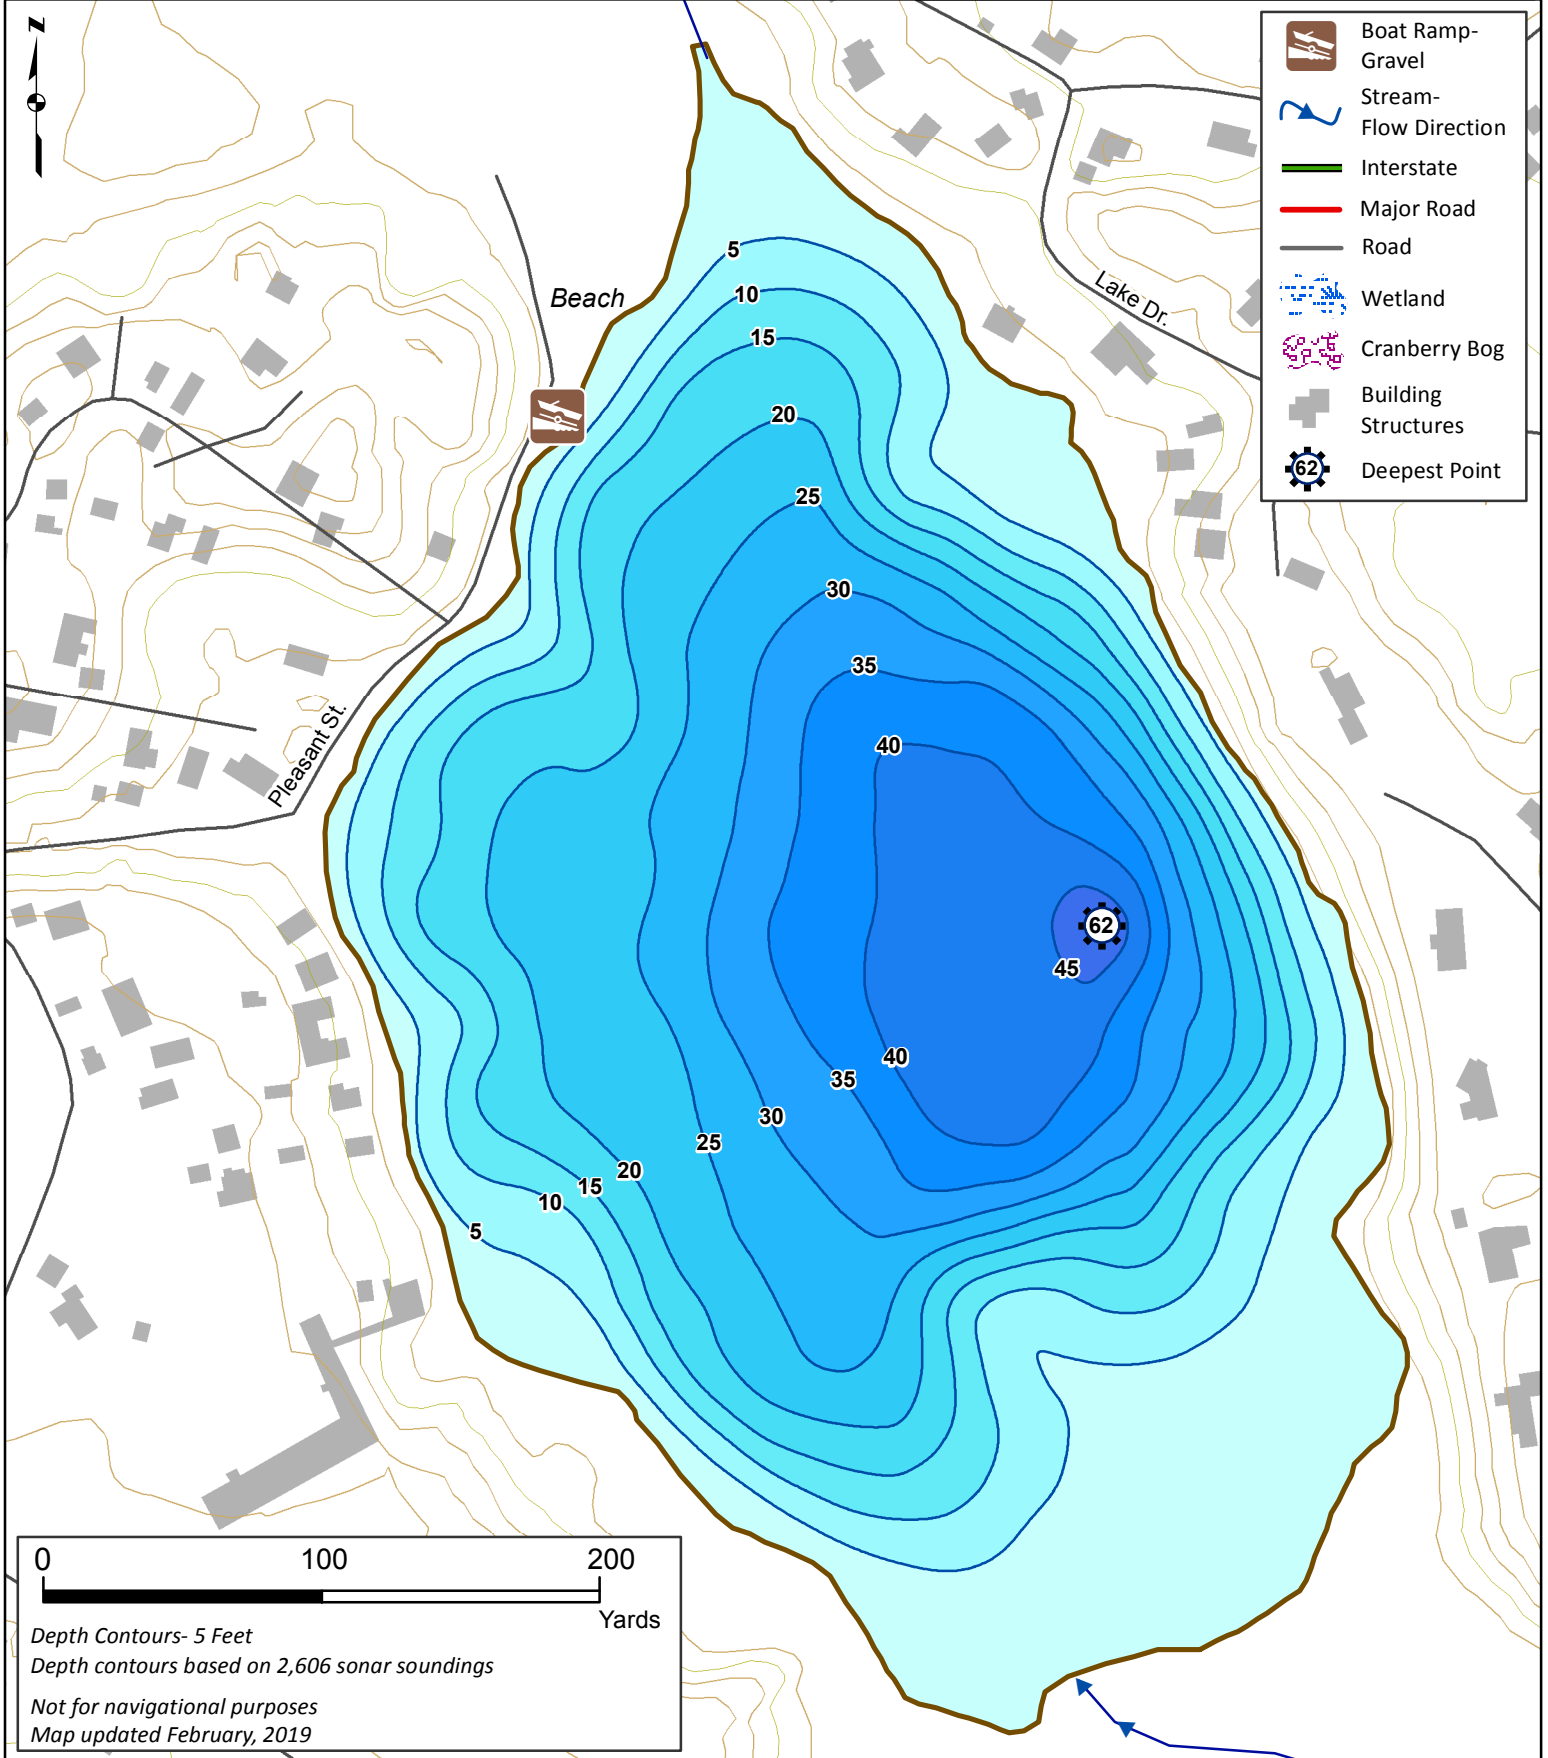 N
Boat Ramp-
Gravel
Stream-
Flow Direction
Interstate
Major Road
Road
Wetland
Cranberry Bog
Building
Structures
62
Deepest Point
Beach
Lake Dr.
Pleasant St.
5
10
15
20
25
30
35
40
62
45
40
35
30
25
20
15
10
5
0 100 200
Yards
Depth Contours- 5 Feet
Depth contours based on 2,606 sonar soundings
Not for navigational purposes
Map updated February, 2019